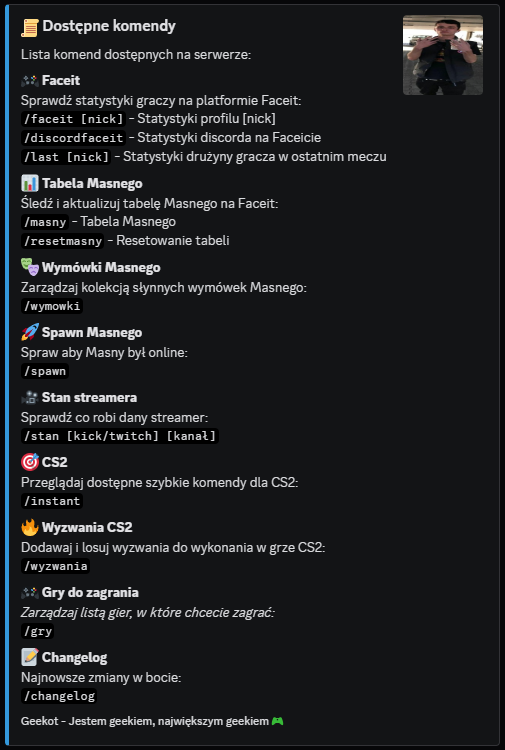 Dostępne komendy
Lista komend dostępnych na serwerze:
Faceit
Sprawdź statystyki graczy na platformie Faceit:
/faceit [nick] - Statystyki profilu [nick]
/discordfaceit - Statystyki discorda na Faceicie
/last [nick] - Statystyki drużyny gracza w ostatnim meczu
Tabela Masnego
Śledź i aktualizuj tabelę Masnego na Faceit:
/masny - Tabela Masnego
/resetmasny - Resetowanie tabeli
Wymówki Masnego
Zarządzaj kolekcją słynnych wymówek Masnego:
/wymowki
Spawn Masnego
Spraw aby Masny był online:
/spawn
Stan streamera
Sprawdź co robi dany streamer:
/stan [kick/twitch] [kanał]
CS2
Przeglądaj dostępne szybkie komendy dla CS2:
/instant
Wyzwania CS2
Dodawaj i losuj wyzwania do wykonania w grze CS2:
/wyzwania
Gry do zagrania
Zarządzaj listą gier, w które chcecie zagrać:
/gry
Changelog
Najnowsze zmiany w bocie:
/changelog
Geekot - Jestem geekiem, największym geekiem